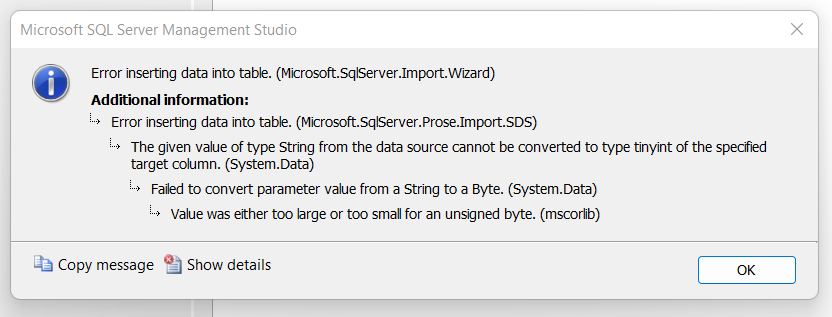 Microsoft SQL Server Management Studio
Error inserting data into table. (Microsoft.SqlServer.Import.Wizard)
Additional information:
Error inserting data into table. (Microsoft.SqlServer.Prose.Import.SDS)
The given value of type String from the data source cannot be converted to type tinyint of the specified
target column. (System.Data)
Failed to convert parameter value from a String to a Byte. (System.Data)
Value was either too large or too small for an unsigned byte. (mscorlib)
Copy message Show details OK